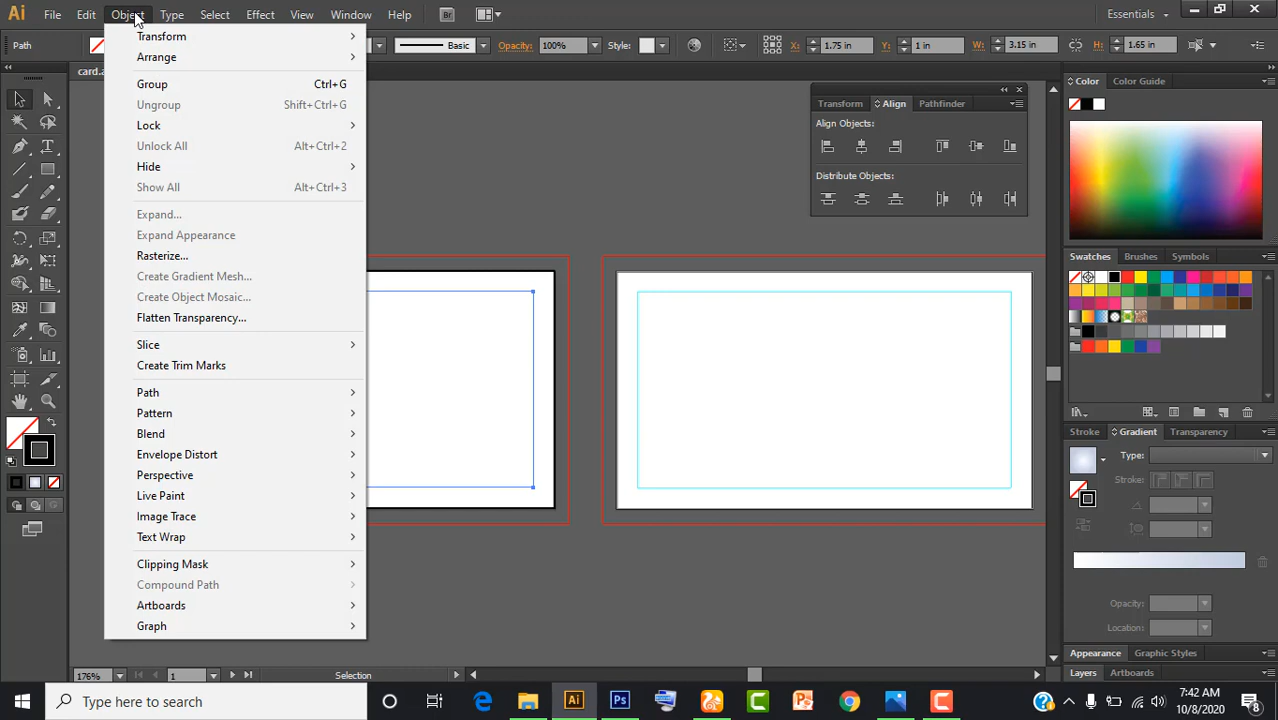 Ai File Edit Object Type Select Effect View Window Help Br Essentials
Path Basic Opacity: 100% Style: X: 1.75 in Y: 1 in W: 3.15 in H: 1.65 in
card.a
Transform
Arrange
Group Ctrl+G
Ungroup Shift+Ctrl+G
Lock
Unlock All Alt+Ctrl+2
Hide
Show All Alt+Ctrl+3
Expand...
Expand Appearance
Rasterize...
Create Gradient Mesh...
Create Object Mosaic...
Flatten Transparency...
Slice
Create Trim Marks
Path
Pattern
Blend
Envelope Distort
Perspective
Live Paint
Image Trace
Text Wrap
Clipping Mask
Compound Path
Artboards
Graph
Transform Align Pathfinder
Align Objects:
Distribute Objects:
Color Color Guide
Swatches Brushes Symbols
Stroke Gradient Transparency
Type:
Stroke:
Opacity:
Location:
Appearance Graphic Styles
Layers Artboards
176% 1 Selection
Type here to search
Ai Ps
7:42 AM
10/8/2020
8